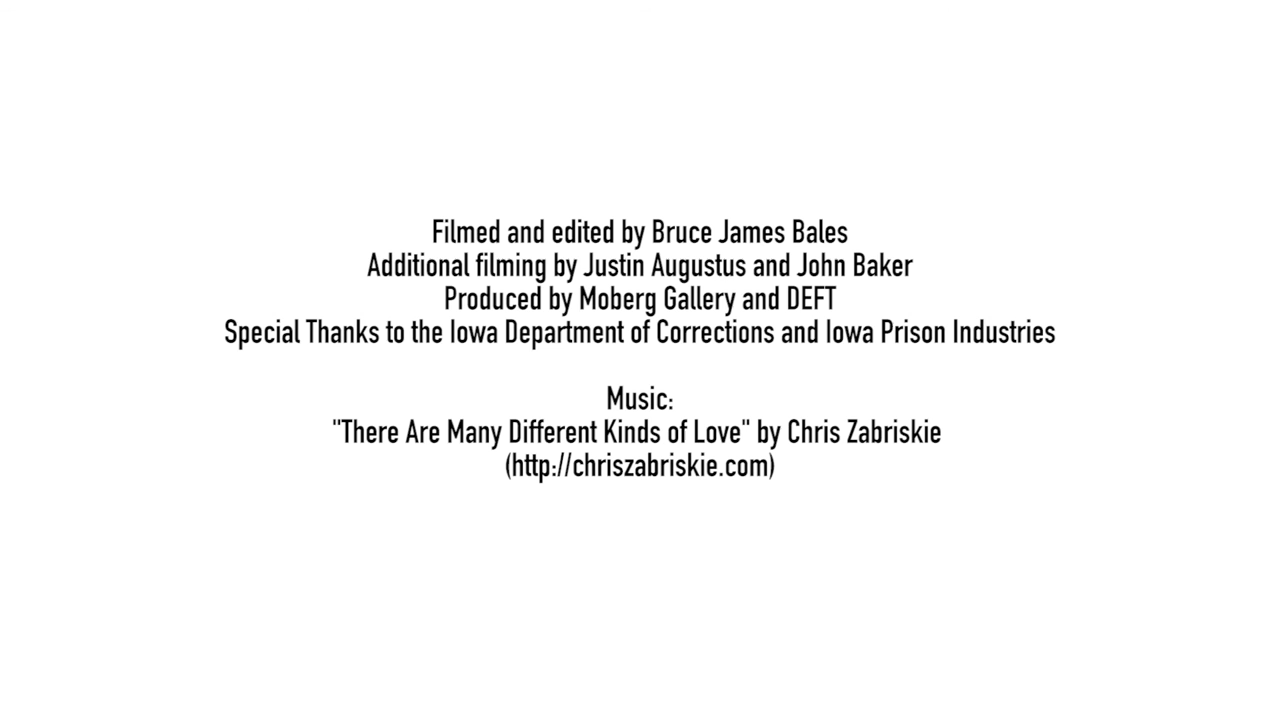 Filmed and edited by Bruce James Bales
Additional filming by Justin Augustus and John Baker
Produced by Moberg Gallery and DEFT
Special Thanks to the Iowa Department of Corrections and Iowa Prison Industries
Music:
"There Are Many Different Kinds of Love" by Chris Zabriskie
(http://chriszabriskie.com)